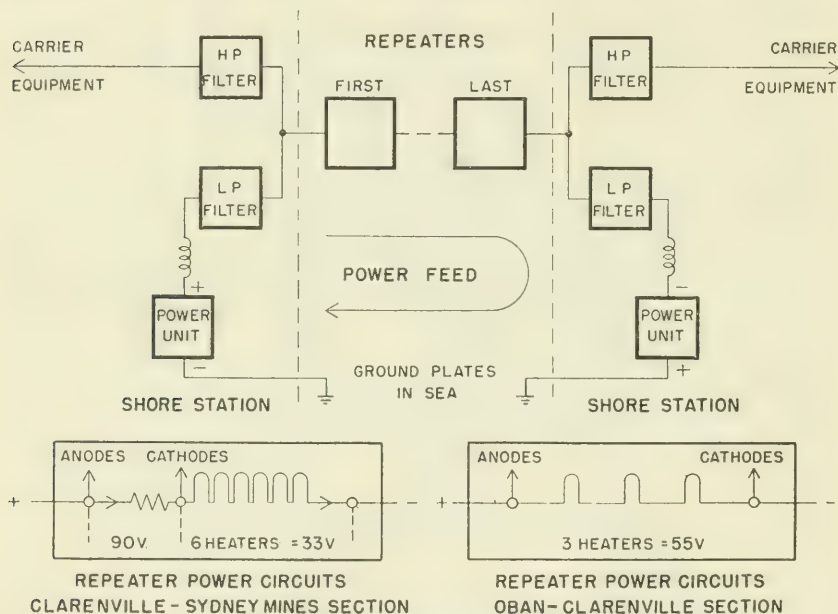 REPEATERS
CARRIER
EQUIPMENT
HP
FILTER
FIRST
LAST
HP
FILTER
CARRIER
EQUIPMENT
LP
FILTER
LP
FILTER
POWER FEED
+
POWER
UNIT
-
-
POWER
UNIT
+
GROUND PLATES
IN SEA
SHORE STATION
SHORE STATION
ANODES
CATHODES
+
-
90V.
6 HEATERS = 33V
REPEATER POWER CIRCUITS
CLARENVILLE - SYDNEY MINES SECTION
ANODES
CATHODES
+
-
3 HEATERS = 55V
REPEATER POWER CIRCUITS
OBAN - CLARENVILLE SECTION